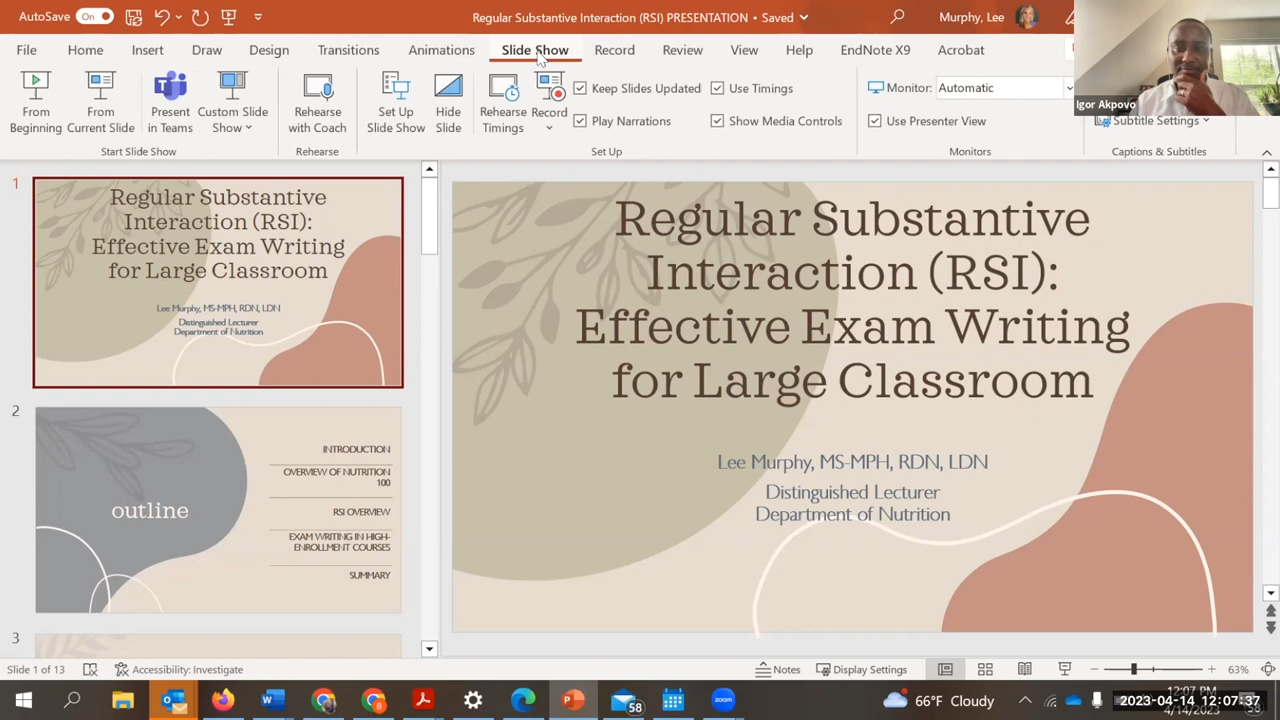 AutoSave On
Regular Substantive Interaction (RSI) PRESENTATION • Saved
Murphy, Lee
File Home Insert Draw Design Transitions Animations Slide Show Record Review View Help EndNote X9 Acrobat
From Beginning
From Current Slide
Present in Teams
Custom Slide Show
Start Slide Show
Rehearse with Coach
Rehearse
Set Up Slide Show
Hide Slide
Rehearse Timings
Record
Keep Slides Updated
Use Timings
Play Narrations
Show Media Controls
Set Up
Monitor: Automatic
Use Presenter View
Monitors
Subtitle Settings
Captions & Subtitles
Igor Akpovo
1
Regular Substantive
Interaction (RSI):
Effective Exam Writing
for Large Classroom
Lee Murphy, MS-MPH, RDN, LDN
Distinguished Lecturer
Department of Nutrition
2
outline
INTRODUCTION
OVERVIEW OF NUTRITION
100
RSI OVERVIEW
EXAM WRITING IN HIGH-
ENROLLMENT COURSES
SUMMARY
3
Regular Substantive
Interaction (RSI):
Effective Exam Writing
for Large Classroom
Lee Murphy, MS-MPH, RDN, LDN
Distinguished Lecturer
Department of Nutrition
Slide 1 of 13
Accessibility: Investigate
Notes
Display Settings
63%
58
66°F Cloudy
12:07 PM
2023-04-14 12:07:37
4/14/2023